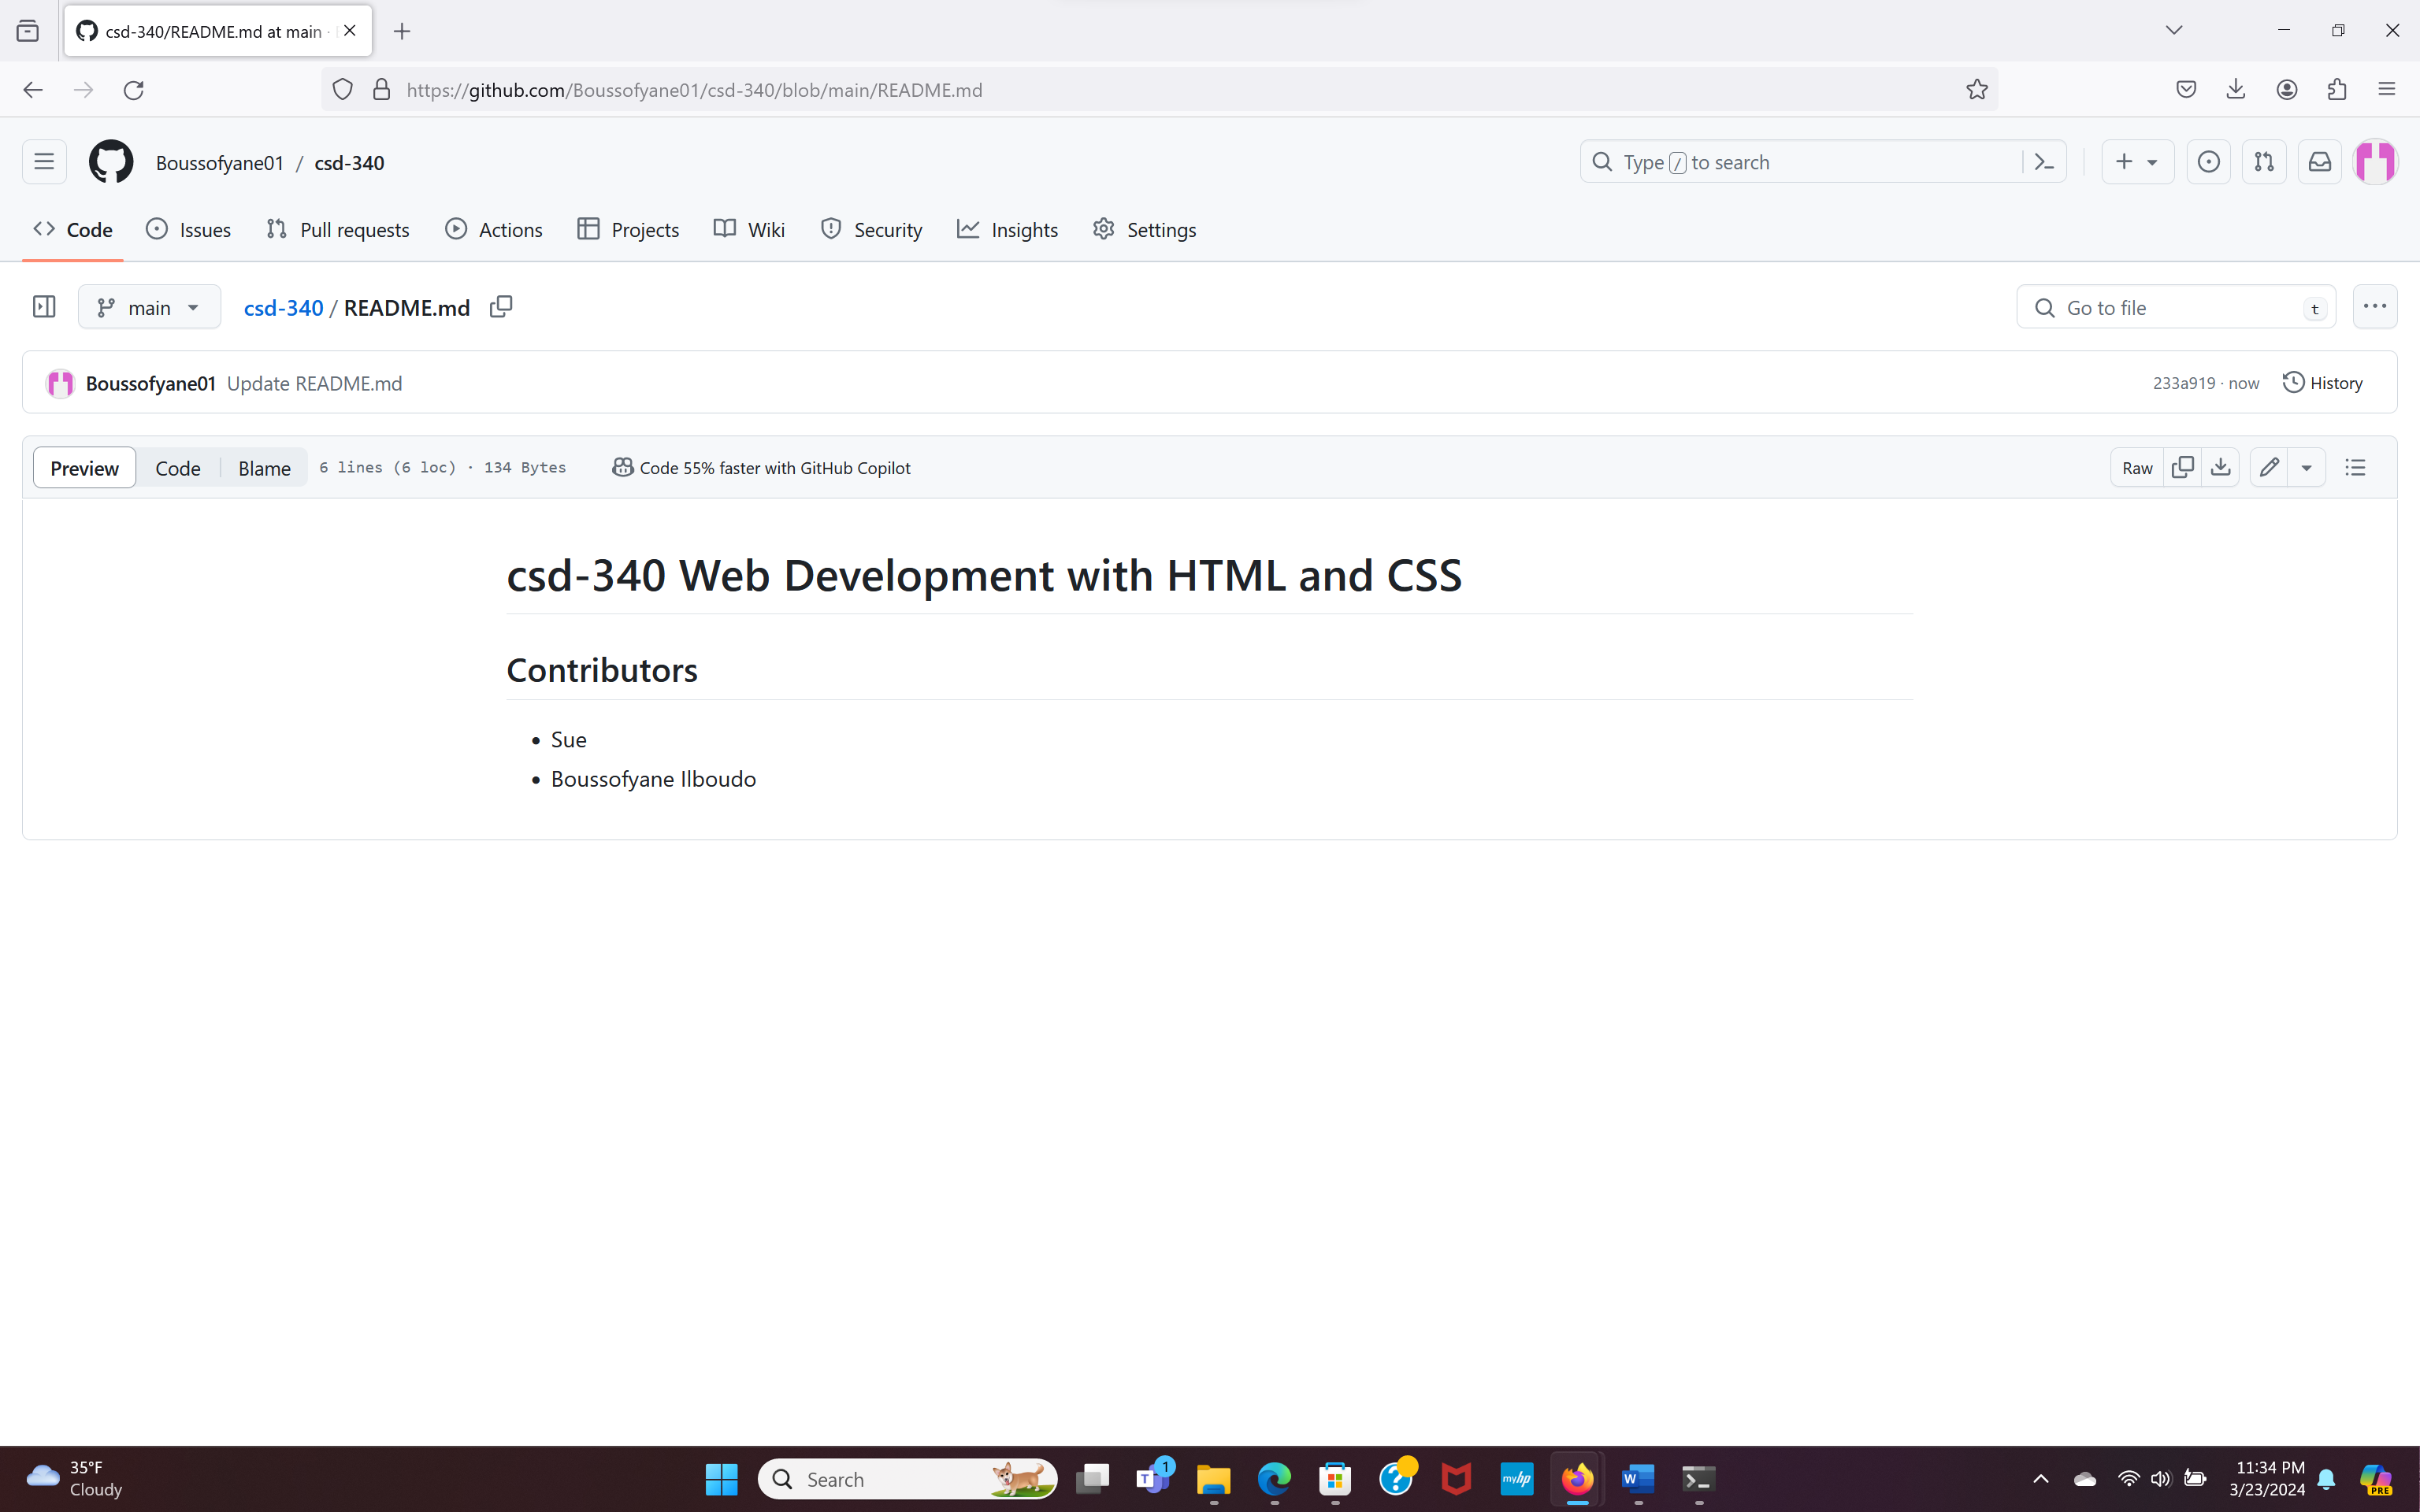 csd-340/README.md at main ·
https://github.com/Boussofyane01/csd-340/blob/main/README.md
Boussofyane01 / csd-340
Type / to search
Code Issues Pull requests Actions Projects Wiki Security Insights Settings
main csd-340 / README.md
Go to file t
Boussofyane01 Update README.md
233a919 · now History
Preview Code Blame 6 lines (6 loc) · 134 Bytes Code 55% faster with GitHub Copilot
Raw
csd-340 Web Development with HTML and CSS
Contributors
• Sue
• Boussofyane Ilboudo
35°F
Cloudy
Search
T 1
? myhp W
11:34 PM
3/23/2024
PRE